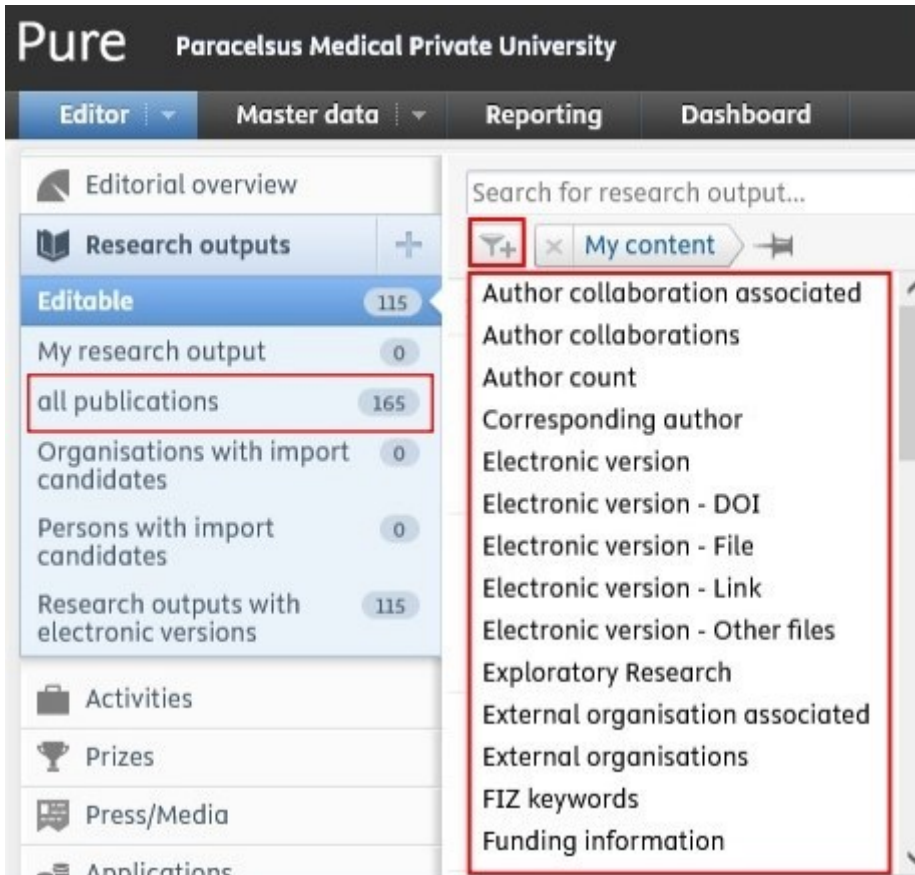 Pure Paracelsus Medical Private University
Editor Master data Reporting Dashboard
Editorial overview
Research outputs
Editable 115
My research output 0
all publications 165
Organisations with import 0
candidates
Persons with import 0
candidates
Research outputs with 115
electronic versions
Activities
Prizes
Press/Media
Applications
Search for research output...
My content
Author collaboration associated
Author collaborations
Author count
Corresponding author
Electronic version
Electronic version - DOI
Electronic version - File
Electronic version - Link
Electronic version - Other files
Exploratory Research
External organisation associated
External organisations
FIZ keywords
Funding information